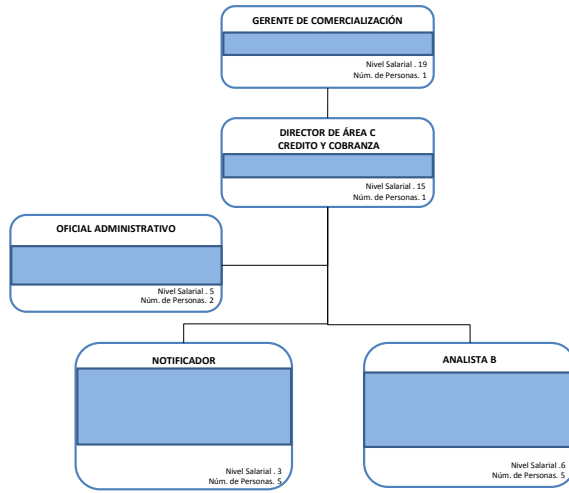 GERENTE DE COMERCIALIZACIÓN
Nivel Salarial . 19
Núm. de Personas. 1
DIRECTOR DE ÁREA C
CREDITO Y COBRANZA
Nivel Salarial . 15
Núm. de Personas. 1
OFICIAL ADMINISTRATIVO
Nivel Salarial . 5
Núm. de Personas. 2
NOTIFICADOR
Nivel Salarial . 3
Núm. de Personas. 5
ANALISTA B
Nivel Salarial .6
Núm. de Personas. 5